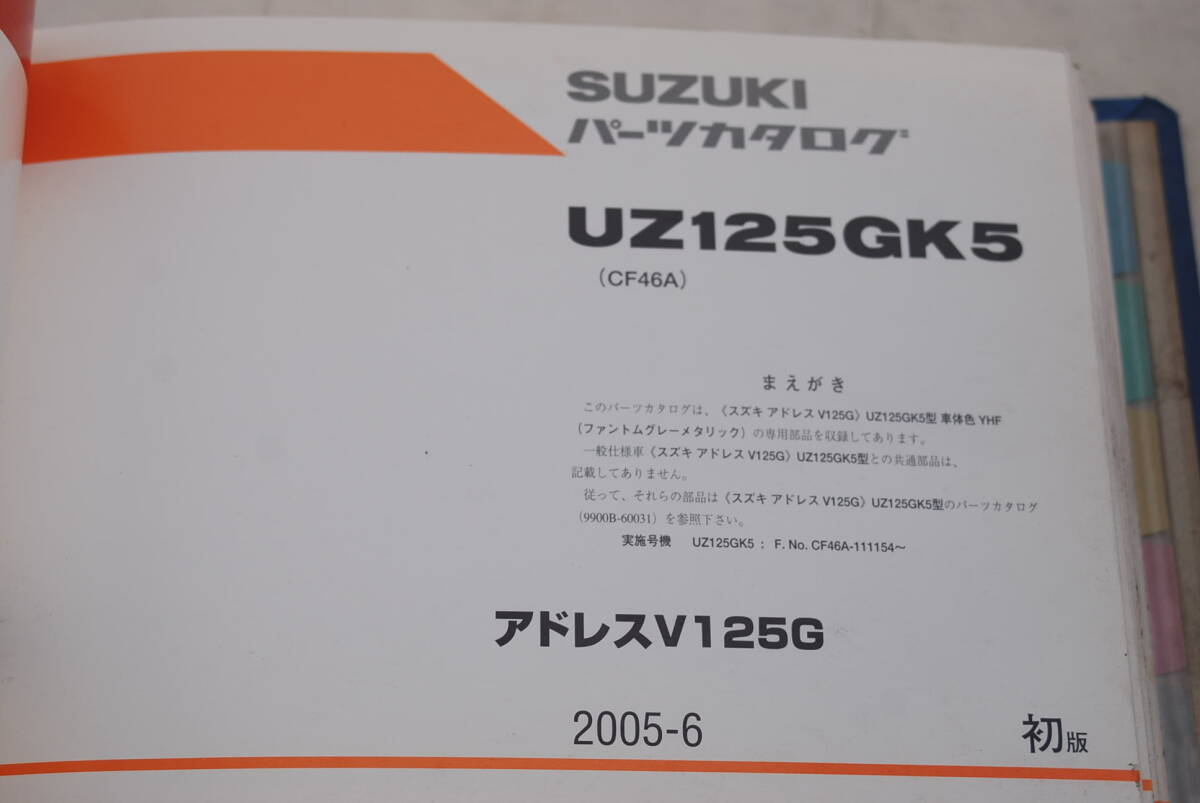 SUZUKI
パーツカタログ
UZ125GK5
(CF46A)
まえがき
このパーツカタログは、《スズキ アドレス V125G》UZ125GK5型 車体色 YHF
(ファントムグレーメタリック)の専用部品を収録してあります。
一般仕様車《スズキ アドレス V125G》UZ125GK5型との共通部品は、
記載してありません。
従って、それらの部品は《スズキ アドレス V125G》UZ125GK5型のパーツカタログ
(9900B-60031)を参照下さい。
実施号機 UZ125GK5 : F. No. CF46A-111154〜
アドレスV125G
2005-6 初版